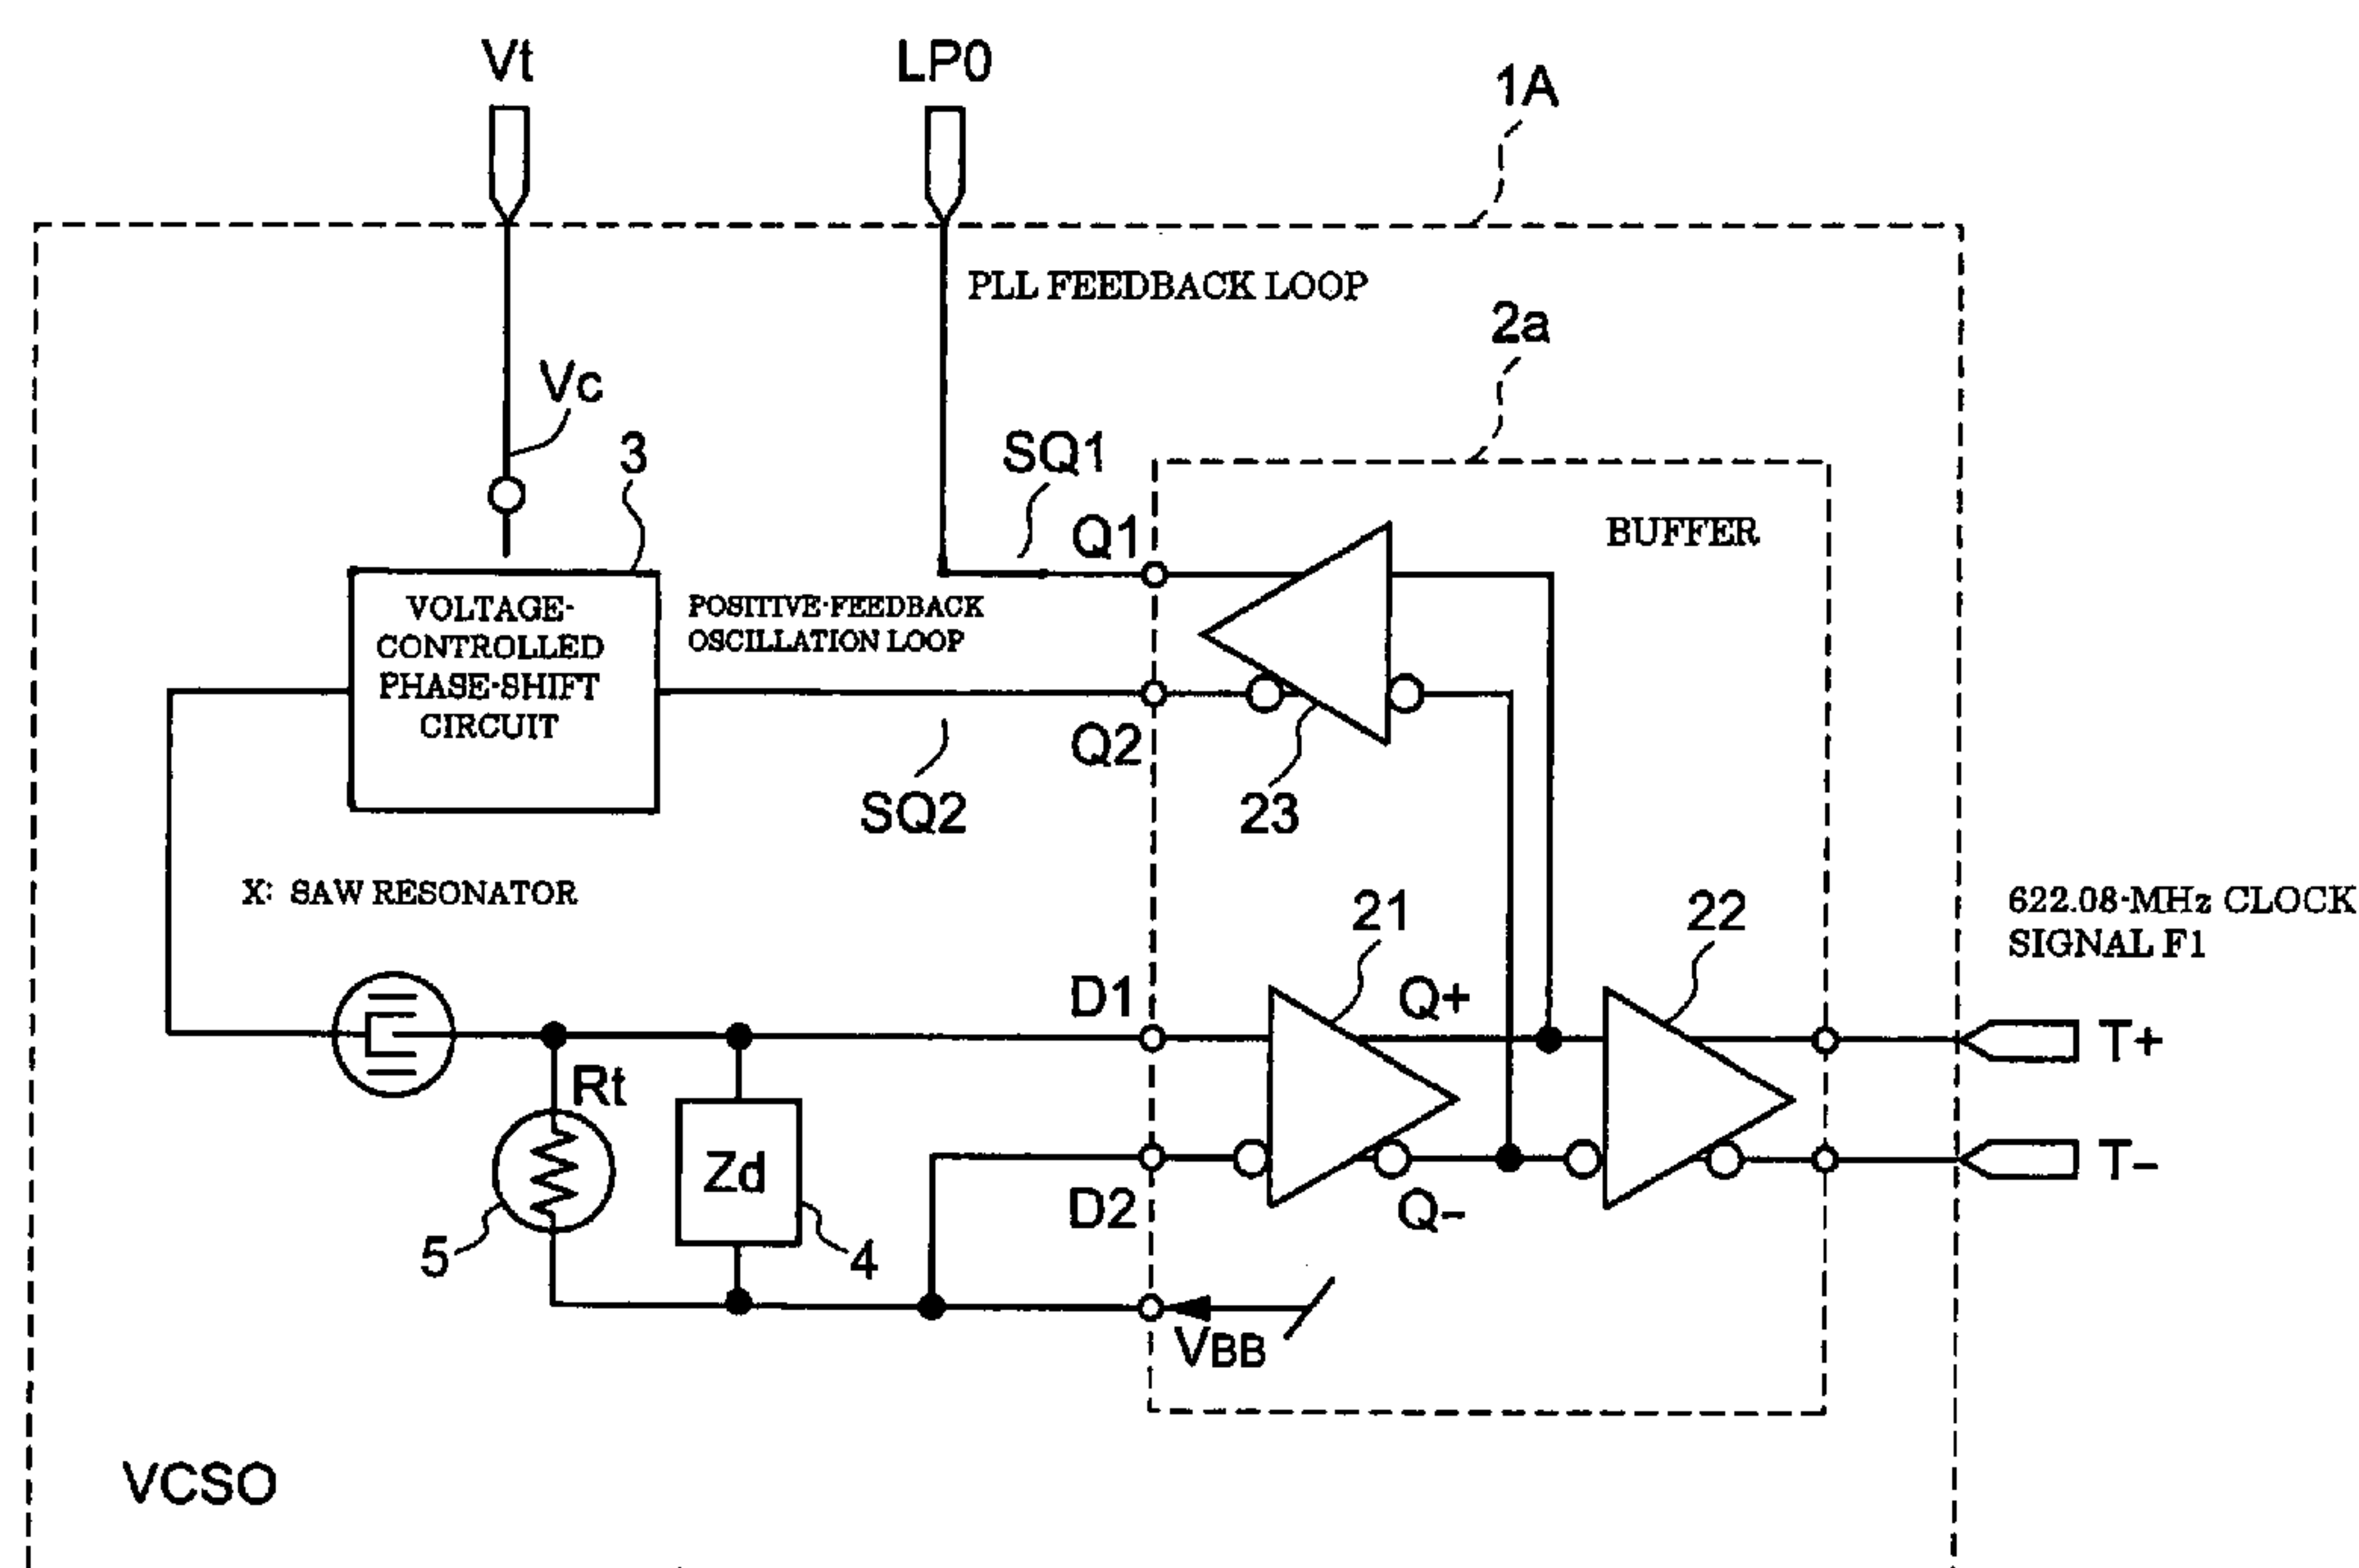 Vt
LP0
1A
PLL FEEDBACK LOOP
2a
Vc
3
SQ1
Q1
BUFFER
VOLTAGE-
CONTROLLED
PHASE-SHIFT
CIRCUIT
POSITIVE-FEEDBACK
OSCILLATION LOOP
Q2
SQ2
23
X: SAW RESONATOR
21
22
622.08-MHz CLOCK
SIGNAL F1
D1
Q+
T+
Rt
Zd
T-
D2
Q-
5
4
VBB
VCSO